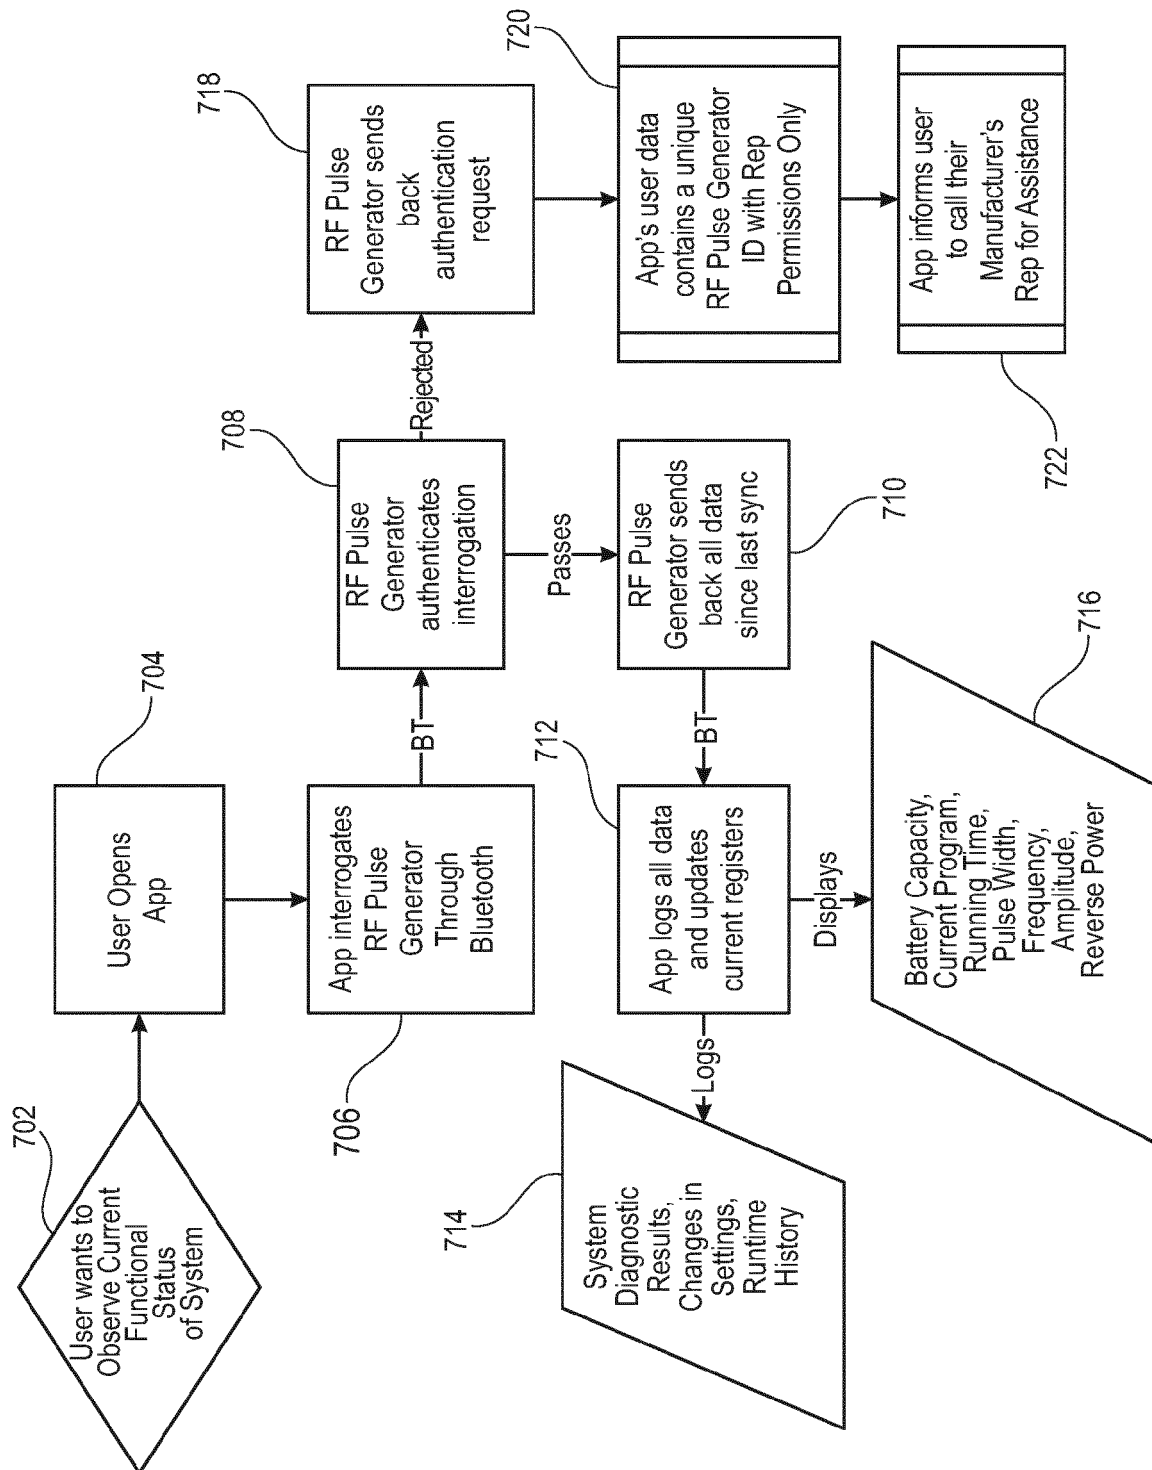 702
User wants to
Observe Current
Functional
Status
of System
704
User Opens
App
706
App interrogates
RF Pulse
Generator
Through
Bluetooth
BT
708
RF Pulse
Generator
authenticates
interrogation
Rejected
718
RF Pulse
Generator sends
back
authentication
request
720
App's user data
contains a unique
RF Pulse Generator
ID with Rep
Permissions Only
722
App informs user
to call their
Manufacturer's
Rep for Assistance
Passes
710
RF Pulse
Generator sends
back all data
since last sync
BT
712
App logs all data
and updates
current registers
Logs
714
System
Diagnostic
Results,
Changes in
Settings,
Runtime
History
Displays
716
Battery Capacity,
Current Program,
Running Time,
Pulse Width,
Frequency,
Amplitude,
Reverse Power